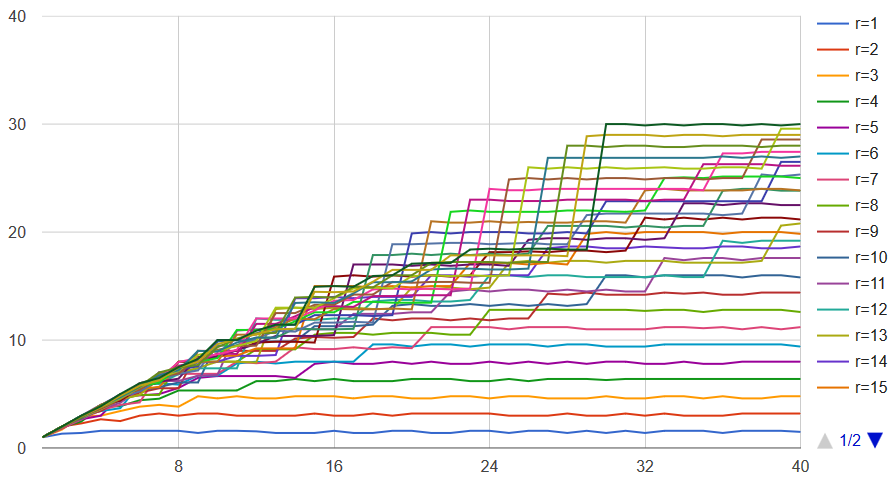 40
30
20
10
0
8
16
24
32
40
r=1
r=2
r=3
r=4
r=5
r=6
r=7
r=8
r=9
r=10
r=11
r=12
r=13
r=14
r=15
1/2